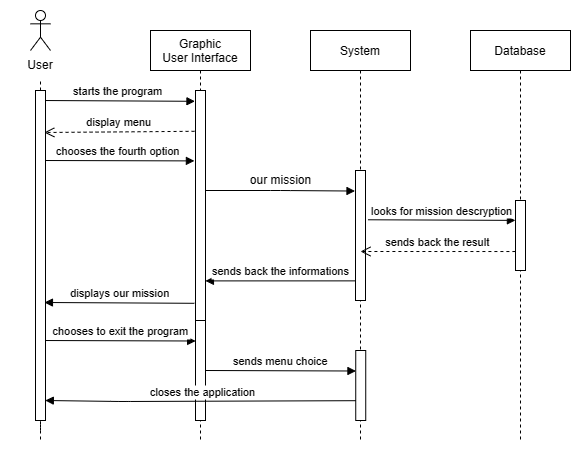 Graphic
User Interface
System
Database
User
starts the program
display menu
chooses the fourth option
our mission
looks for mission descryption
sends back the result
sends back the informations
displays our mission
chooses to exit the program
sends menu choice
closes the application